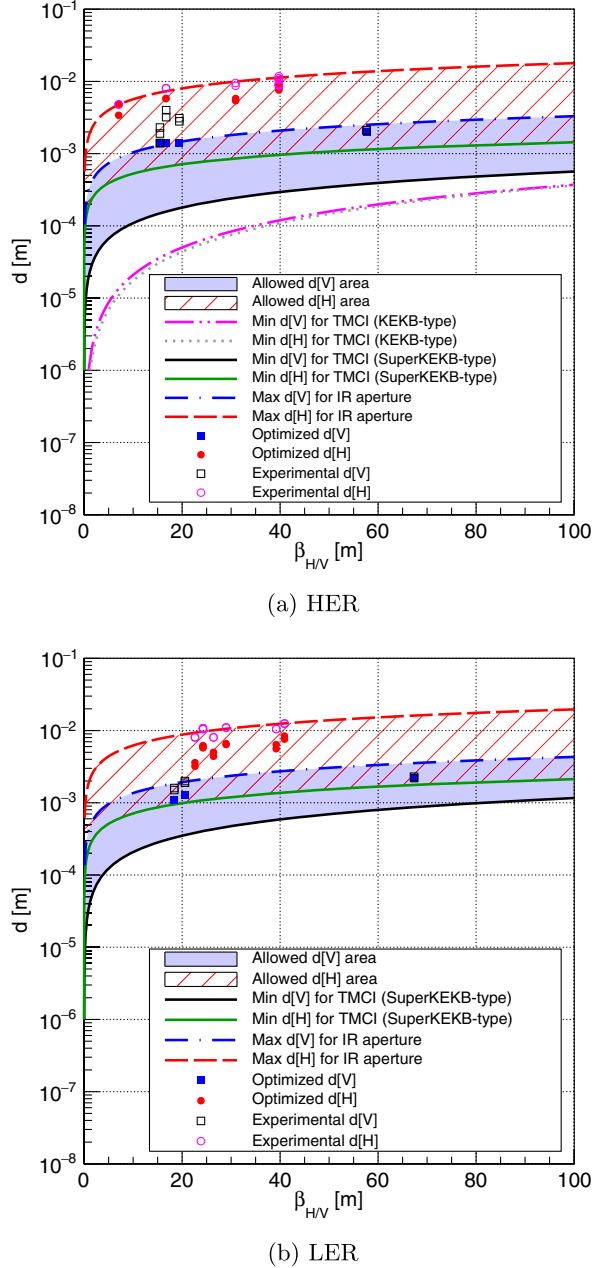 10⁻¹
10⁻²
10⁻³
10⁻⁴
10⁻⁵
10⁻⁶
10⁻⁷
10⁻⁸
d [m]
Allowed d[V] area
Allowed d[H] area
Min d[V] for TMCI (KEKB-type)
Min d[H] for TMCI (KEKB-type)
Min d[V] for TMCI (SuperKEKB-type)
Min d[H] for TMCI (SuperKEKB-type)
Max d[V] for IR aperture
Max d[H] for IR aperture
Optimized d[V]
Optimized d[H]
Experimental d[V]
Experimental d[H]
0 20 40 60 80 100
β_H/V [m]
(a) HER
10⁻¹
10⁻²
10⁻³
10⁻⁴
10⁻⁵
10⁻⁶
10⁻⁷
10⁻⁸
d [m]
Allowed d[V] area
Allowed d[H] area
Min d[V] for TMCI (SuperKEKB-type)
Min d[H] for TMCI (SuperKEKB-type)
Max d[V] for IR aperture
Max d[H] for IR aperture
Optimized d[V]
Optimized d[H]
Experimental d[V]
Experimental d[H]
0 20 40 60 80 100
β_H/V [m]
(b) LER